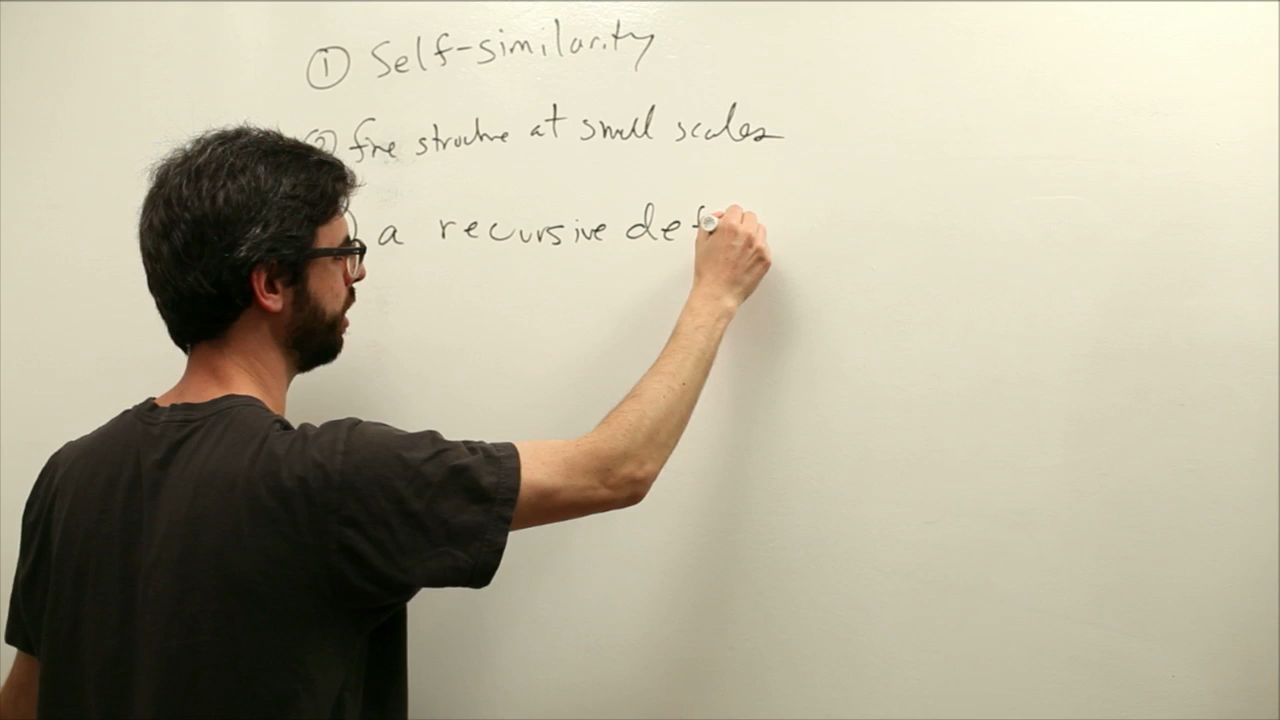 ① Self-similarity
② fine structure at small scales
a recursive def